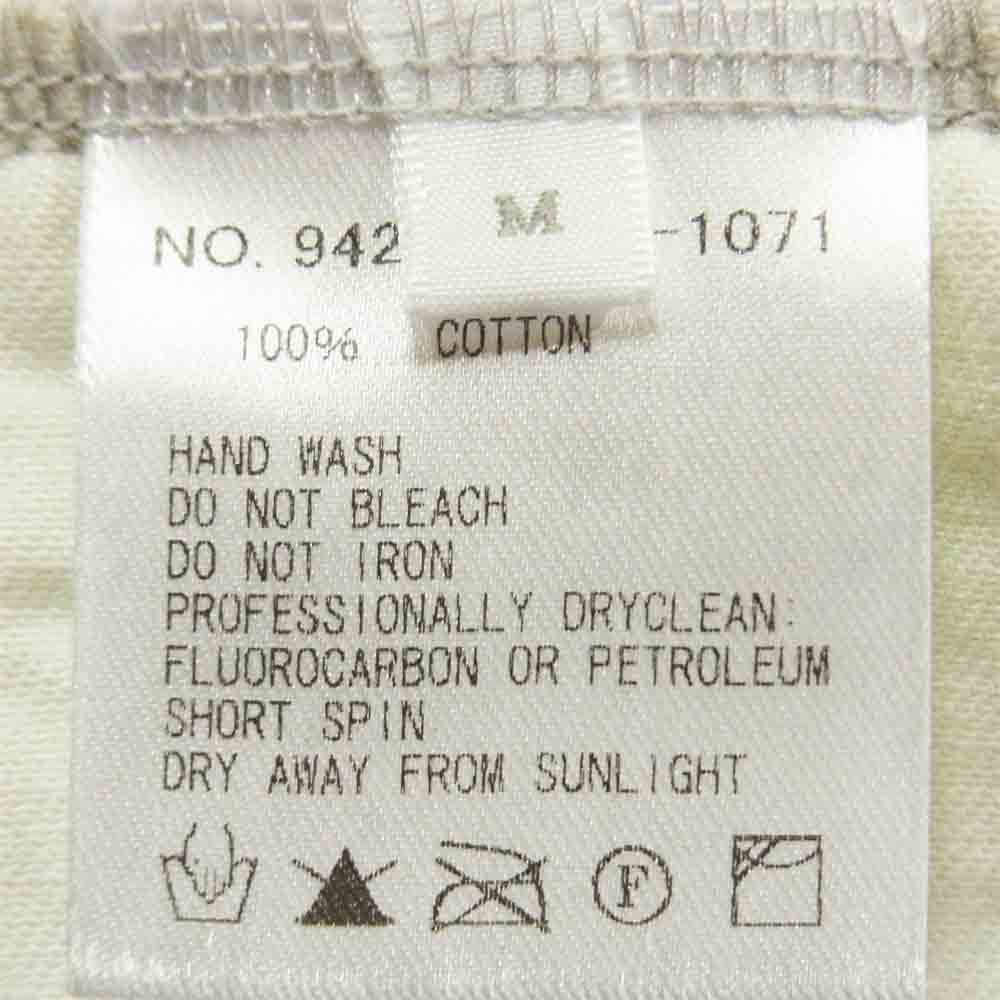 M
NO. 942 -1071
100% COTTON
HAND WASH
DO NOT BLEACH
DO NOT IRON
PROFESSIONALLY DRYCLEAN:
FLUOROCARBON OR PETROLEUM
SHORT SPIN
DRY AWAY FROM SUNLIGHT
F